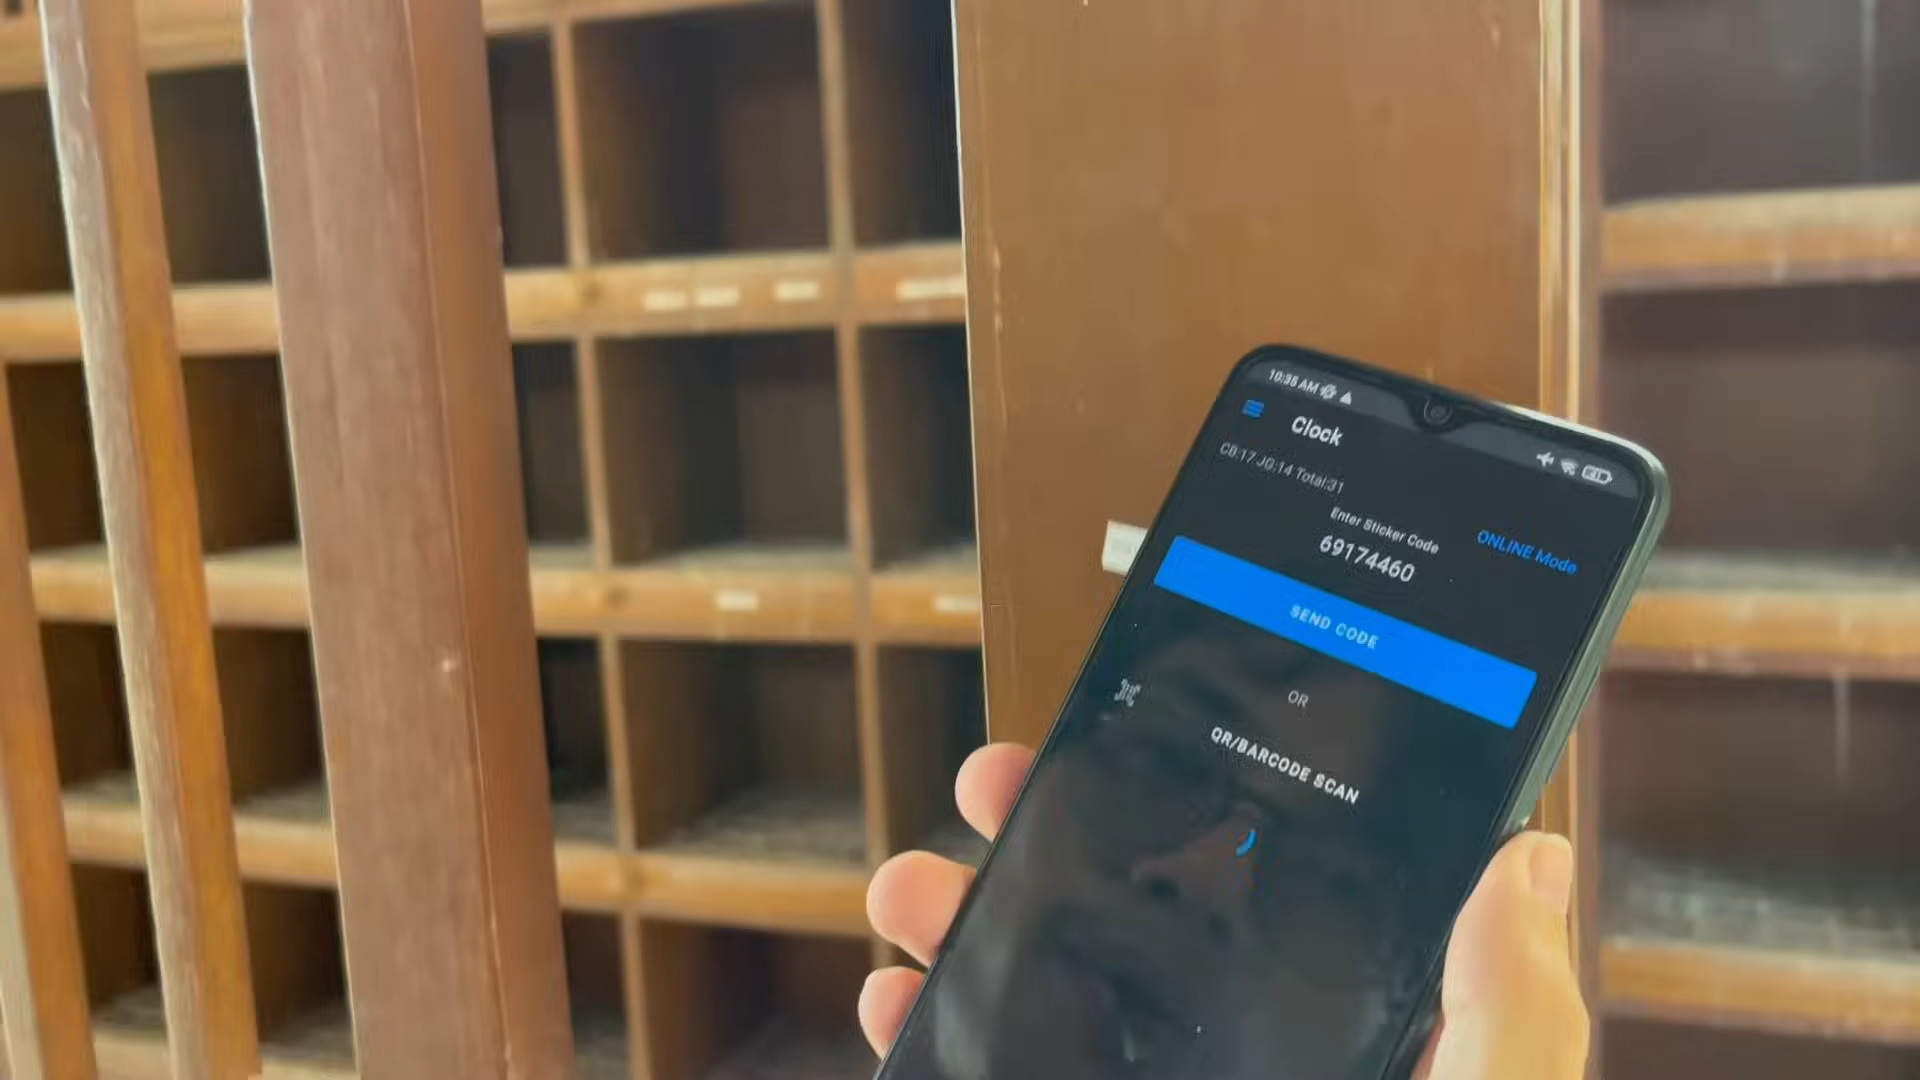 10:35 AM
Clock
CB:17 JG:14 Total:31
Enter Sticker Code
ONLINE Mode
69174460
SEND CODE
OR
QR/BARCODE SCAN